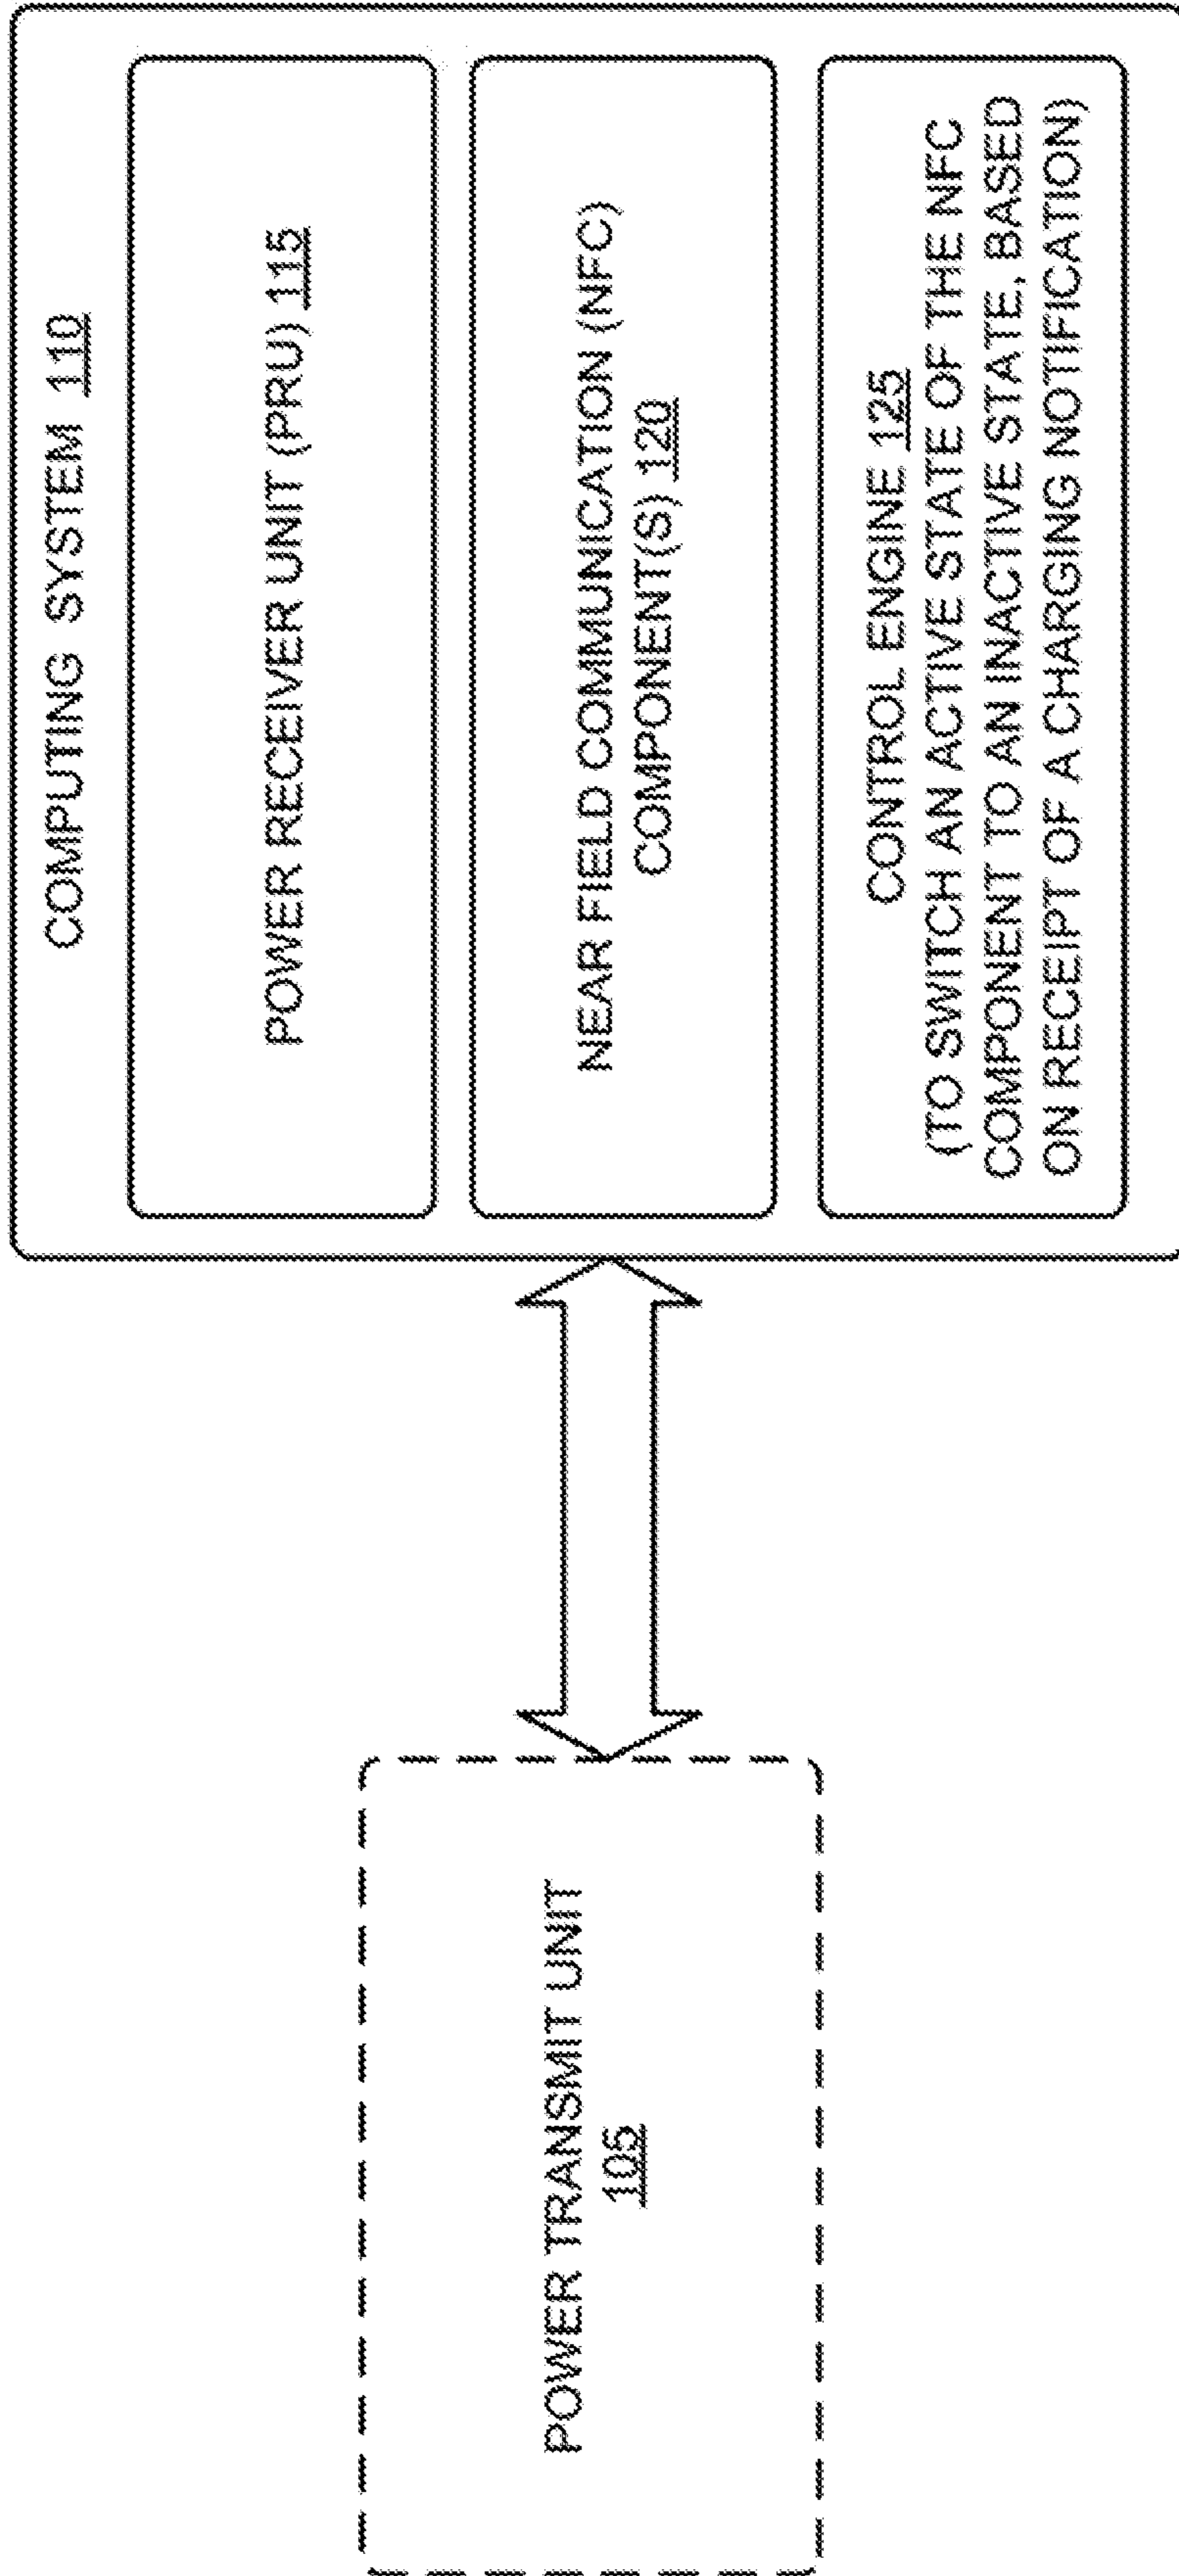 COMPUTING SYSTEM 110
POWER RECEIVER UNIT (PRU) 115
NEAR FIELD COMMUNICATION (NFC)
COMPONENT(S) 120
CONTROL ENGINE 125
(TO SWITCH AN ACTIVE STATE OF THE NFC
COMPONENT TO AN INACTIVE STATE, BASED
ON RECEIPT OF A CHARGING NOTIFICATION)
POWER TRANSMIT UNIT
105